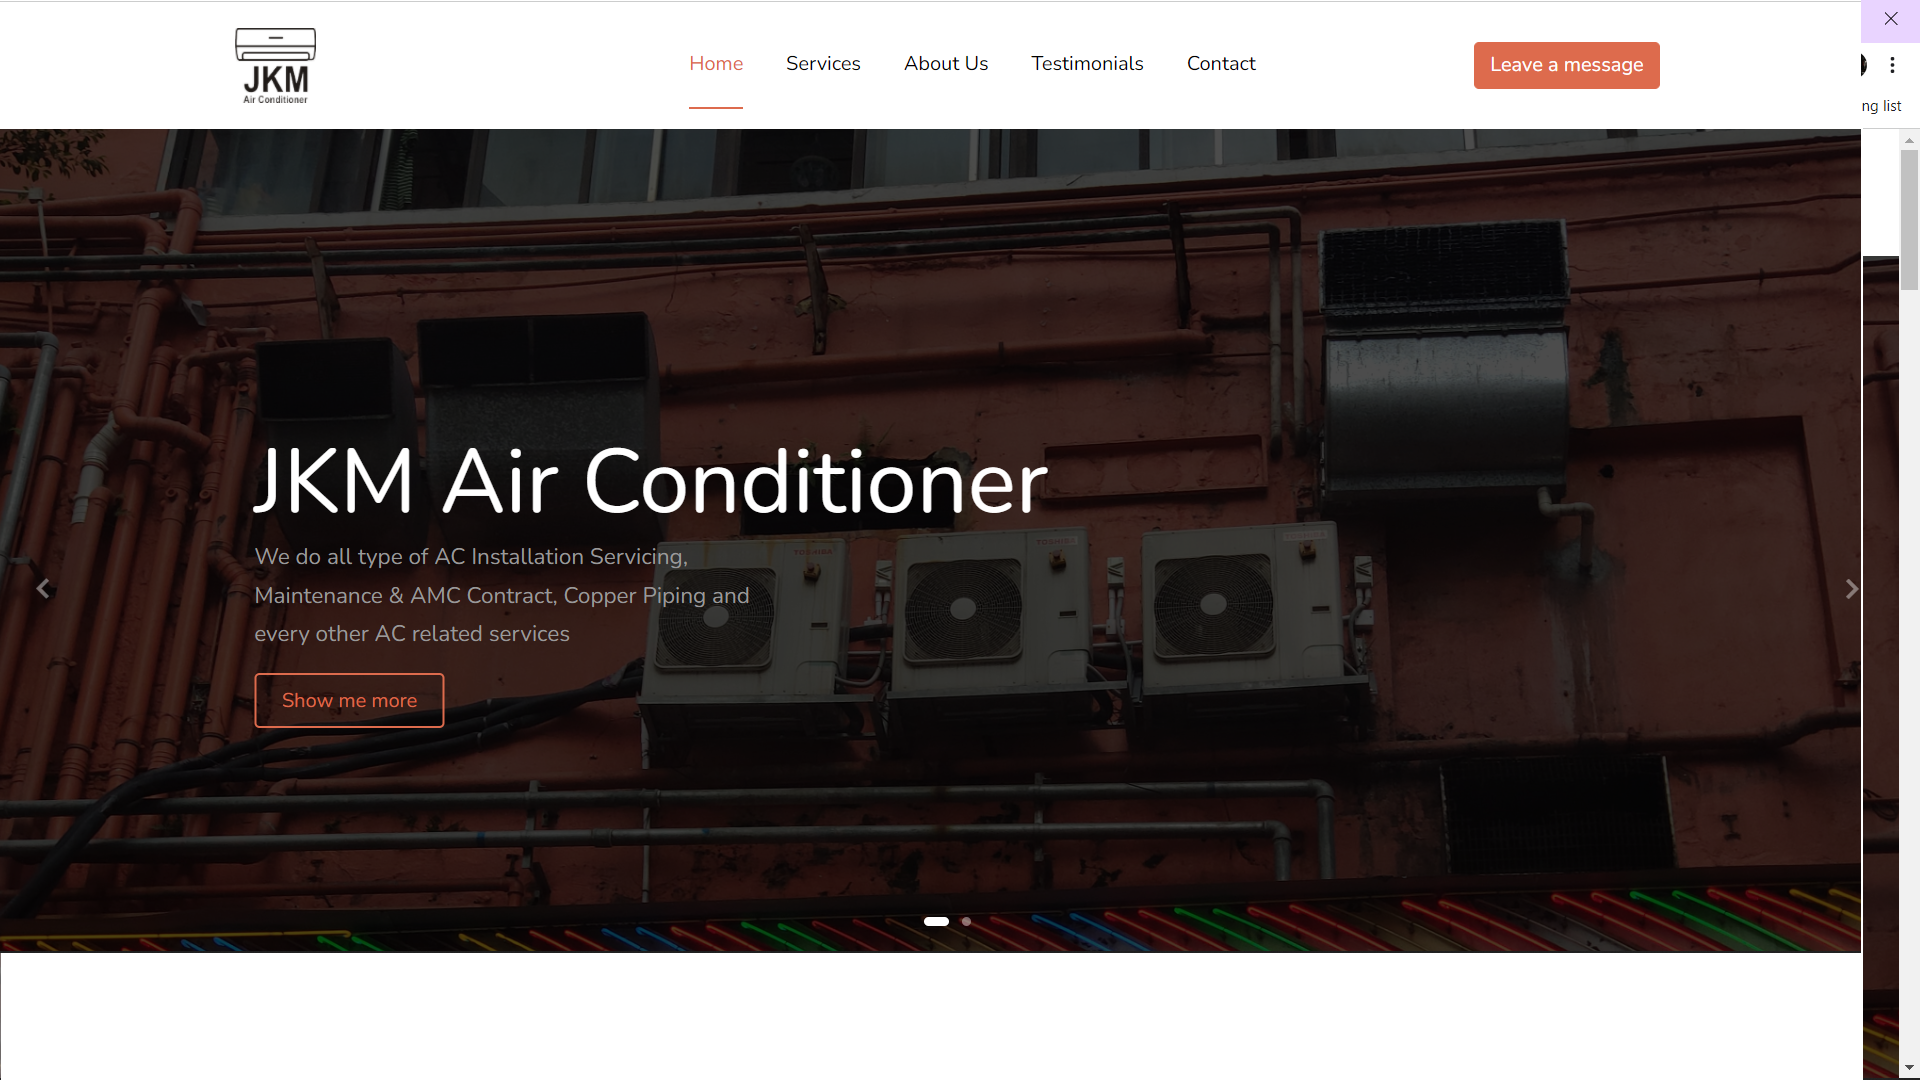 JKM
Air Conditioner
Home
Services
About Us
Testimonials
Contact
Leave a message
ng list
JKM Air Conditioner
We do all type of AC Installation Servicing,
Maintenance & AMC Contract, Copper Piping and
every other AC related services
Show me more
TOSHIBA
TOSHIBA